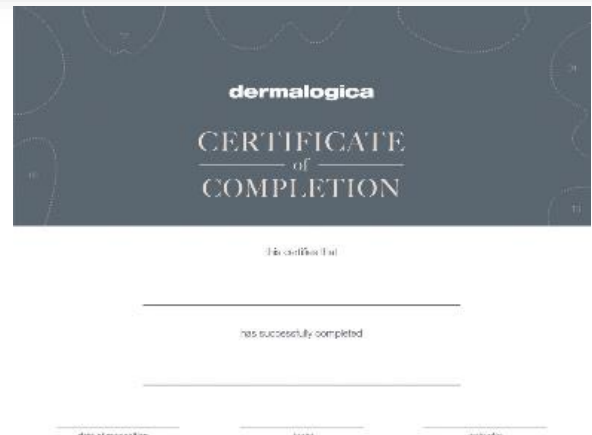 dermalogica
CERTIFICATE
of
COMPLETION
this certifies that
has successfully completed